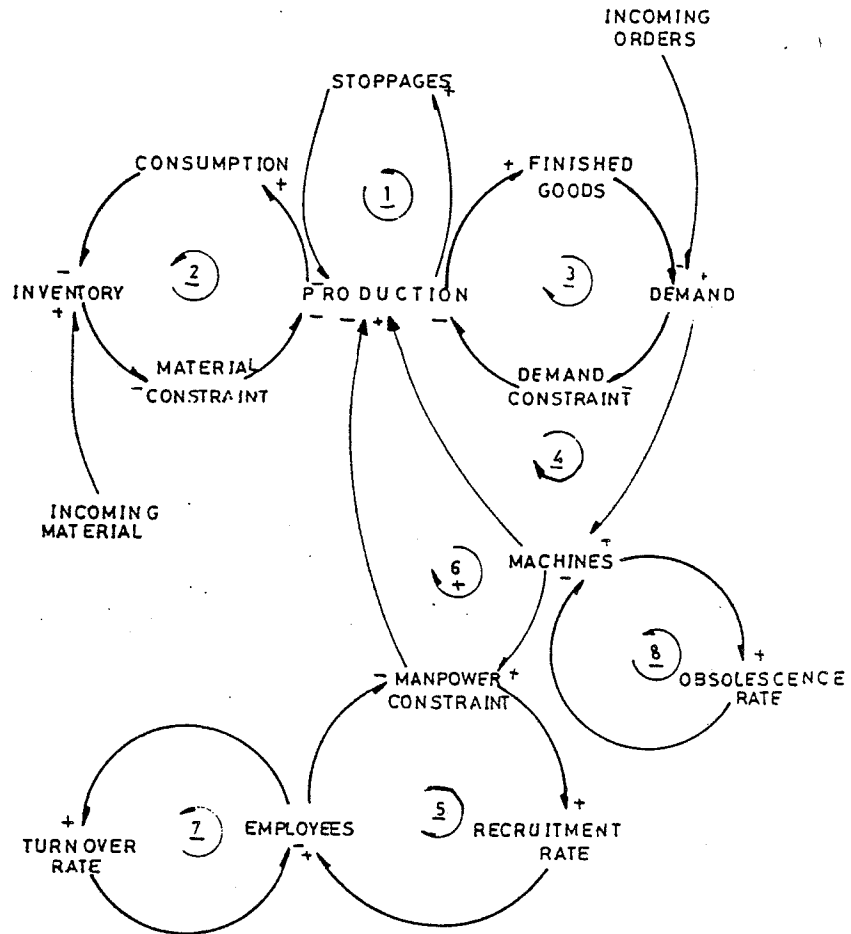 INCOMING
ORDERS
STOPPAGES
+
CONSUMPTION
+
1
+
FINISHED
GOODS
2
3
-
INVENTORY
+
-
PRODUCTION
- - + -
- +
DEMAND
MATERIAL
- CONSTRAINT
DEMAND
CONSTRAINT -
4
INCOMING
MATERIAL
MACHINES
+
-
6
+
8
+
OBSOLESCENCE
RATE
- MANPOWER +
CONSTRAINT
5
7
+
TURNOVER
RATE
EMPLOYEES
- +
+
RECRUITMENT
RATE